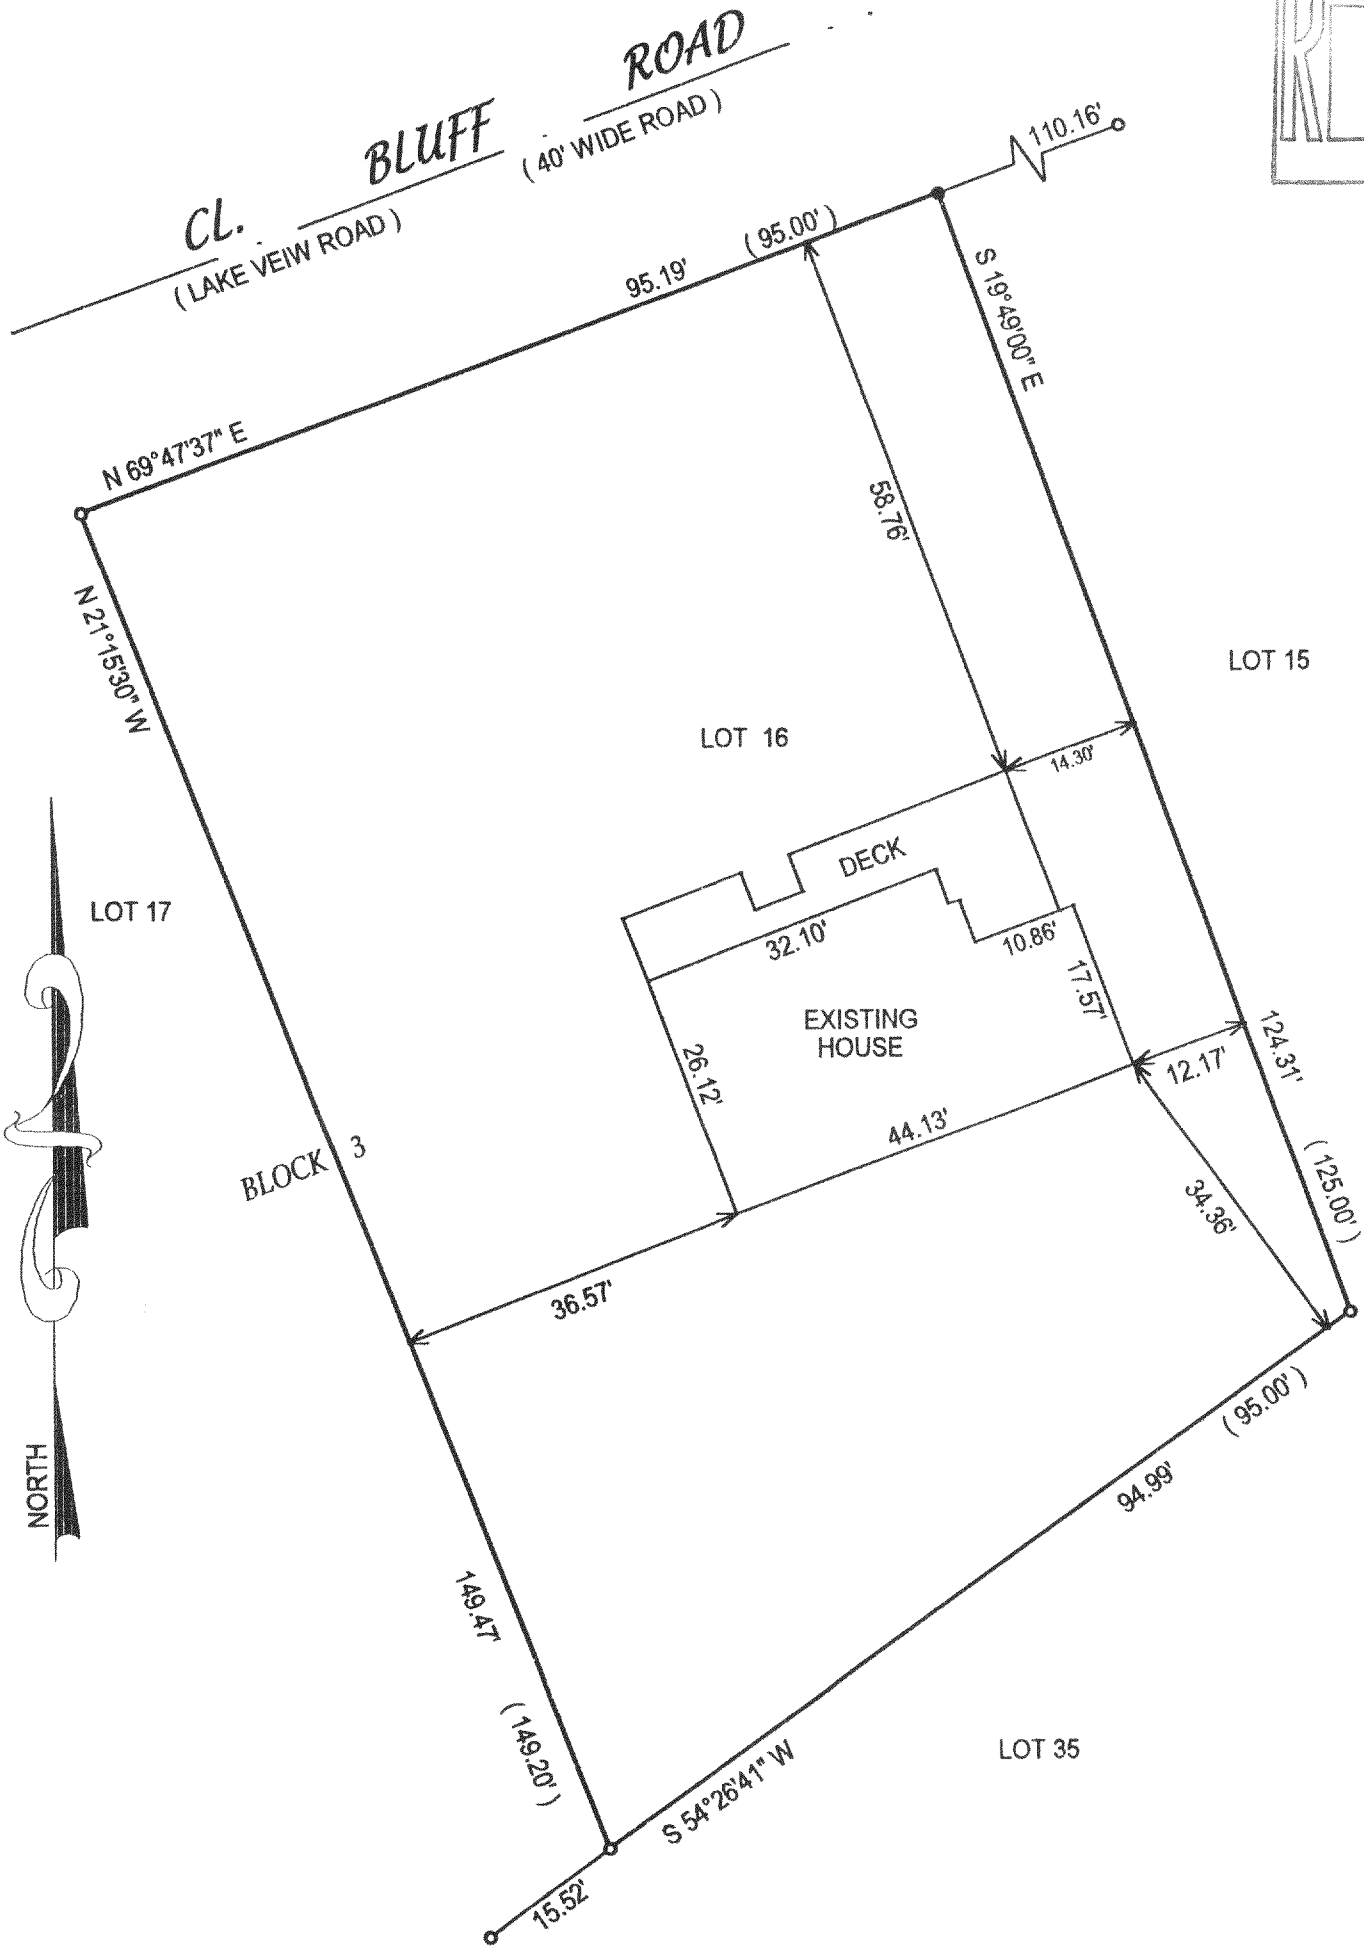 CL. BLUFF ROAD
( LAKE VEIW ROAD )
( 40' WIDE ROAD )
110.16'
( 95.00' )
95.19'
N 69°47'37" E
S 19°49'00" E
58.76'
N 21°15'30" W
LOT 15
LOT 16
14.30'
DECK
LOT 17
32.10'
10.86'
17.57'
EXISTING
HOUSE
26.12'
12.17'
124.31'
44.13'
BLOCK 3
( 125.00' )
34.36'
36.57'
( 95.00' )
94.99'
NORTH
149.47'
( 149.20' )
S 54°26'41" W
LOT 35
15.52'